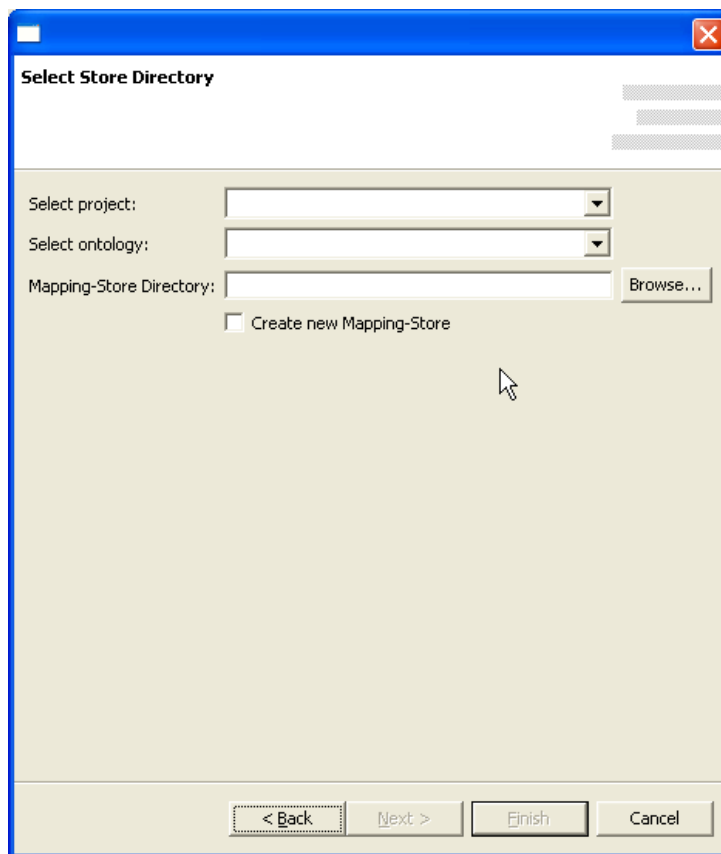 Select Store Directory
Select project:
Select ontology:
Mapping-Store Directory: Browse...
Create new Mapping-Store
< Back Next > Finish Cancel